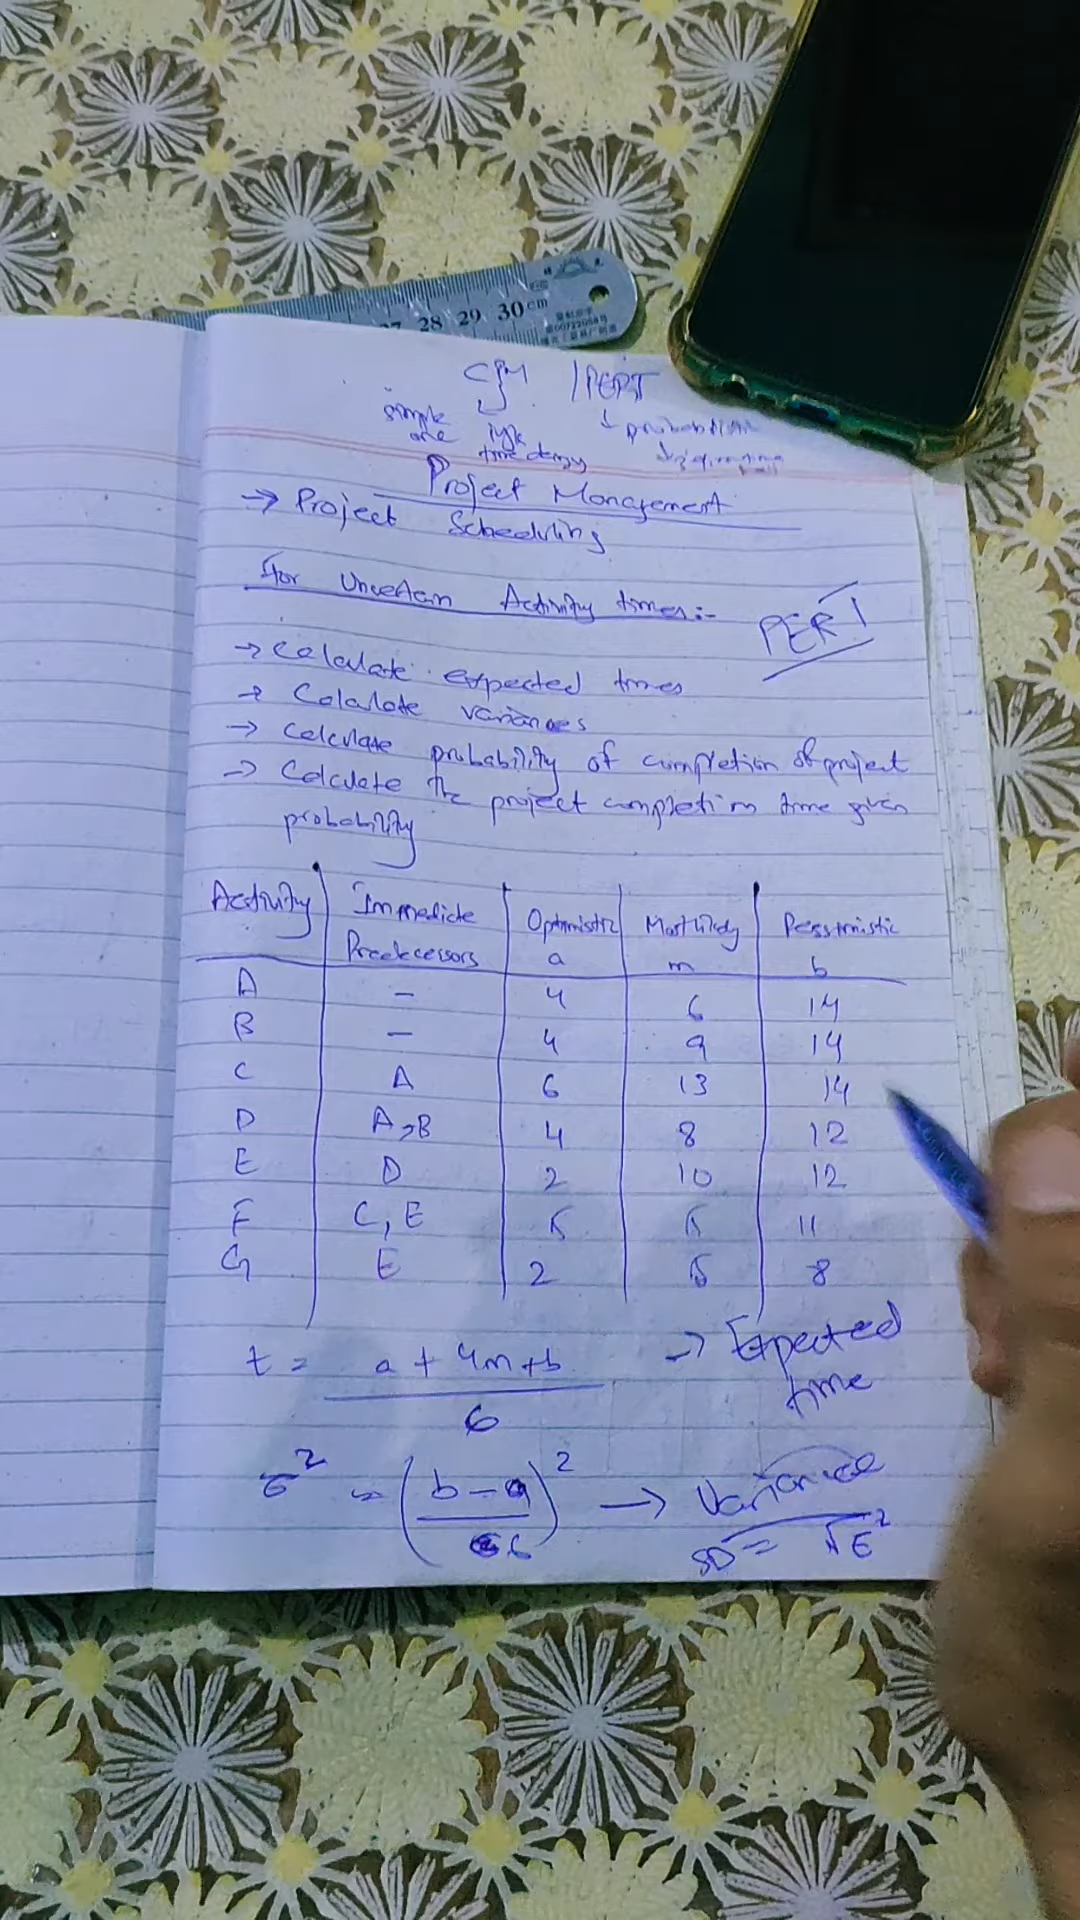 28 29 30 cm
CPM / PERT
simple
one
time
probabilistic
Project Management
→ Project Scheduling
For Uncertain Activity times:-
PERT
→ Calculate expected times
→ Calculate variances
→ Calculate probability of completion of project
→ Calculate the project completion time given
probability
Activity | Immediate Predecessors | Optimistic a | Most likely m | Pessimistic b
A | - | 4 | 6 | 14
B | - | 4 | 9 | 14
C | A | 6 | 13 | 14
D | A,B | 4 | 8 | 12
E | D | 2 | 10 | 12
F | C, E | 5 | 5 | 11
G | E | 2 | 5 | 8
t = a + 4m + b / 6 → Expected time
σ² = (b - a / 6)² → Variance
SD = √σ²